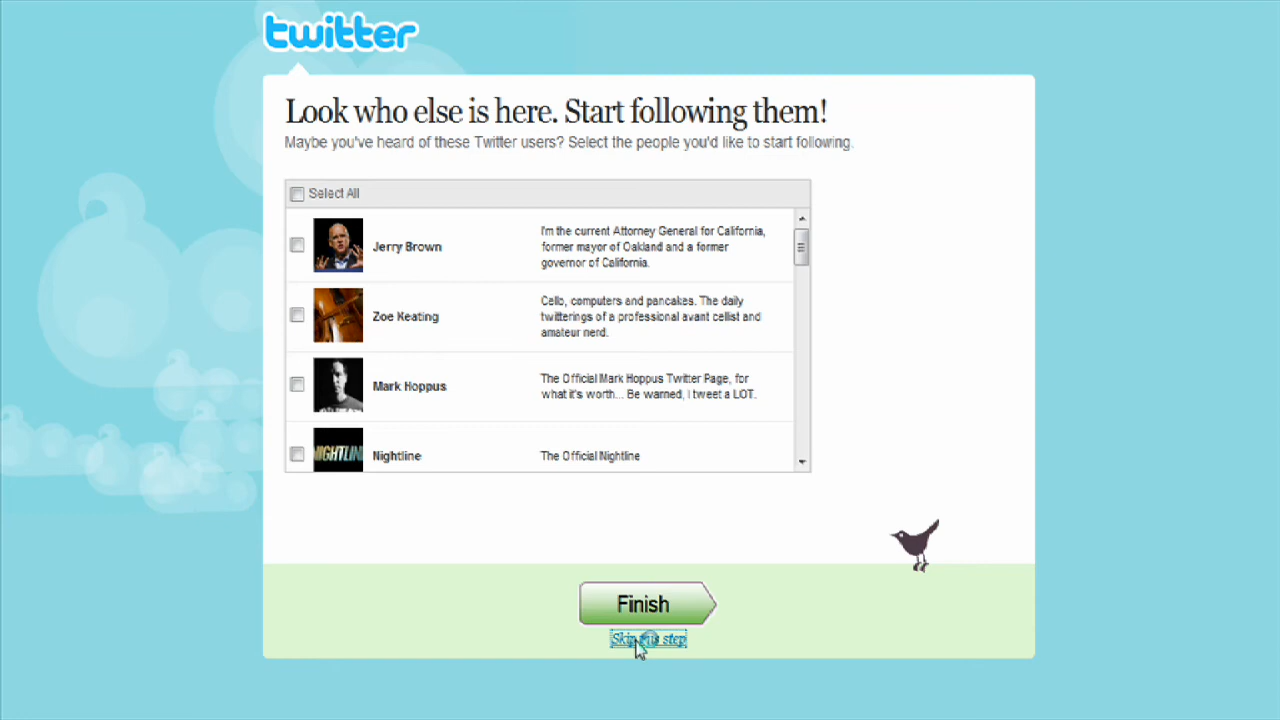 twitter
Look who else is here. Start following them!
Maybe you've heard of these Twitter users? Select the people you'd like to start following.
Select All
Jerry Brown
I'm the current Attorney General for California,
former mayor of Oakland and a former
governor of California.
Zoe Keating
Cello, computers and pancakes. The daily
twitterings of a professional avant cellist and
amateur nerd.
Mark Hoppus
The Official Mark Hoppus Twitter Page, for
what it's worth... Be warned, I tweet a LOT.
NIGHTLIN
Nightline
The Official Nightline
Finish
Skip this step